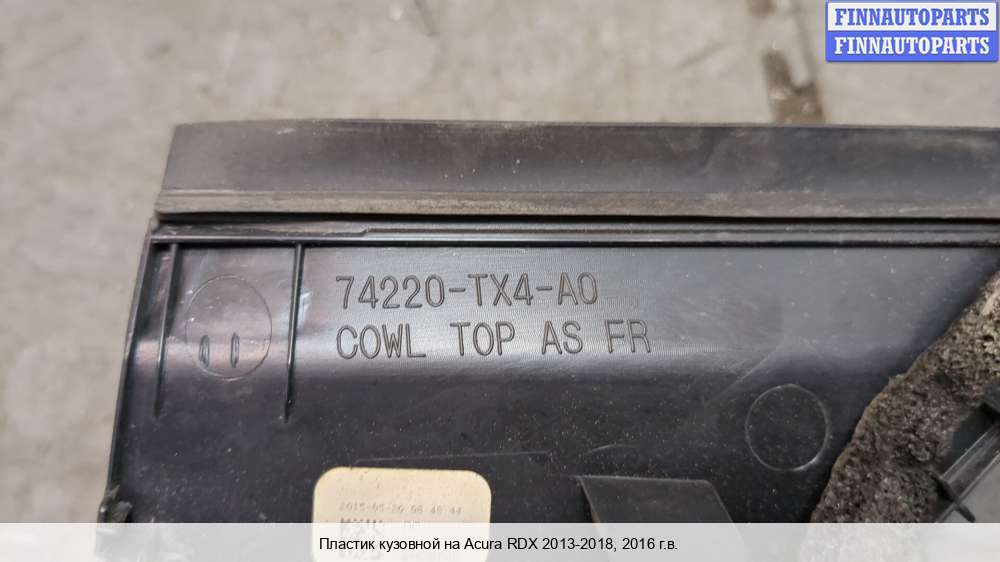 FINNAUTOPARTS
FINNAUTOPARTS
74220-TX4-A0
COWL TOP AS FR
Пластик кузовной на Acura RDX 2013-2018, 2016 г.в.